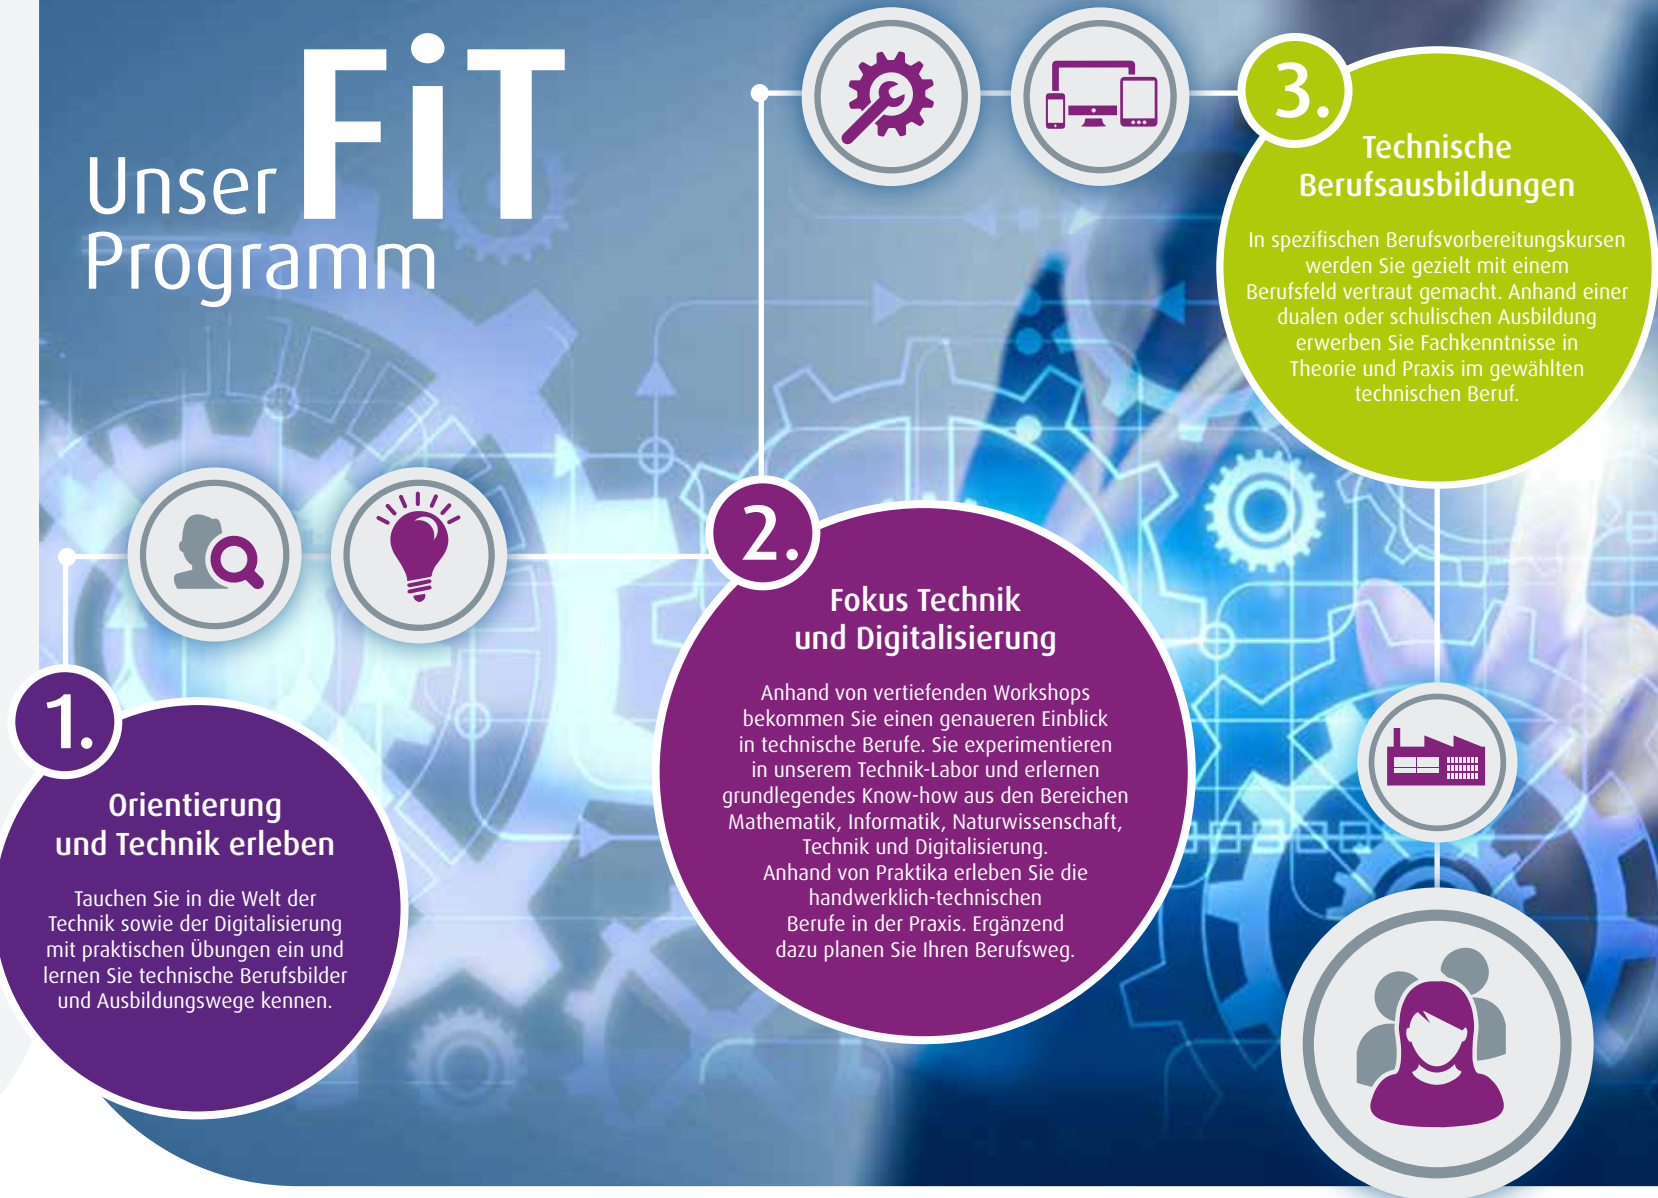 Unser FiT
Programm
1.
Orientierung
und Technik erleben
Tauchen Sie in die Welt der
Technik sowie der Digitalisierung
mit praktischen Übungen ein und
lernen Sie technische Berufsbilder
und Ausbildungswege kennen.
2.
Fokus Technik
und Digitalisierung
Anhand von vertiefenden Workshops
bekommen Sie einen genaueren Einblick
in technische Berufe. Sie experimentieren
in unserem Technik-Labor und erlernen
grundlegendes Know-how aus den Bereichen
Mathematik, Informatik, Naturwissenschaft,
Technik und Digitalisierung.
Anhand von Praktika erleben Sie die
handwerklich-technischen
Berufe in der Praxis. Ergänzend
dazu planen Sie Ihren Berufsweg.
3.
Technische
Berufsausbildungen
In spezifischen Berufsvorbereitungskursen
werden Sie gezielt mit einem
Berufsfeld vertraut gemacht. Anhand einer
dualen oder schulischen Ausbildung
erwerben Sie Fachkenntnisse in
Theorie und Praxis im gewählten
technischen Beruf.